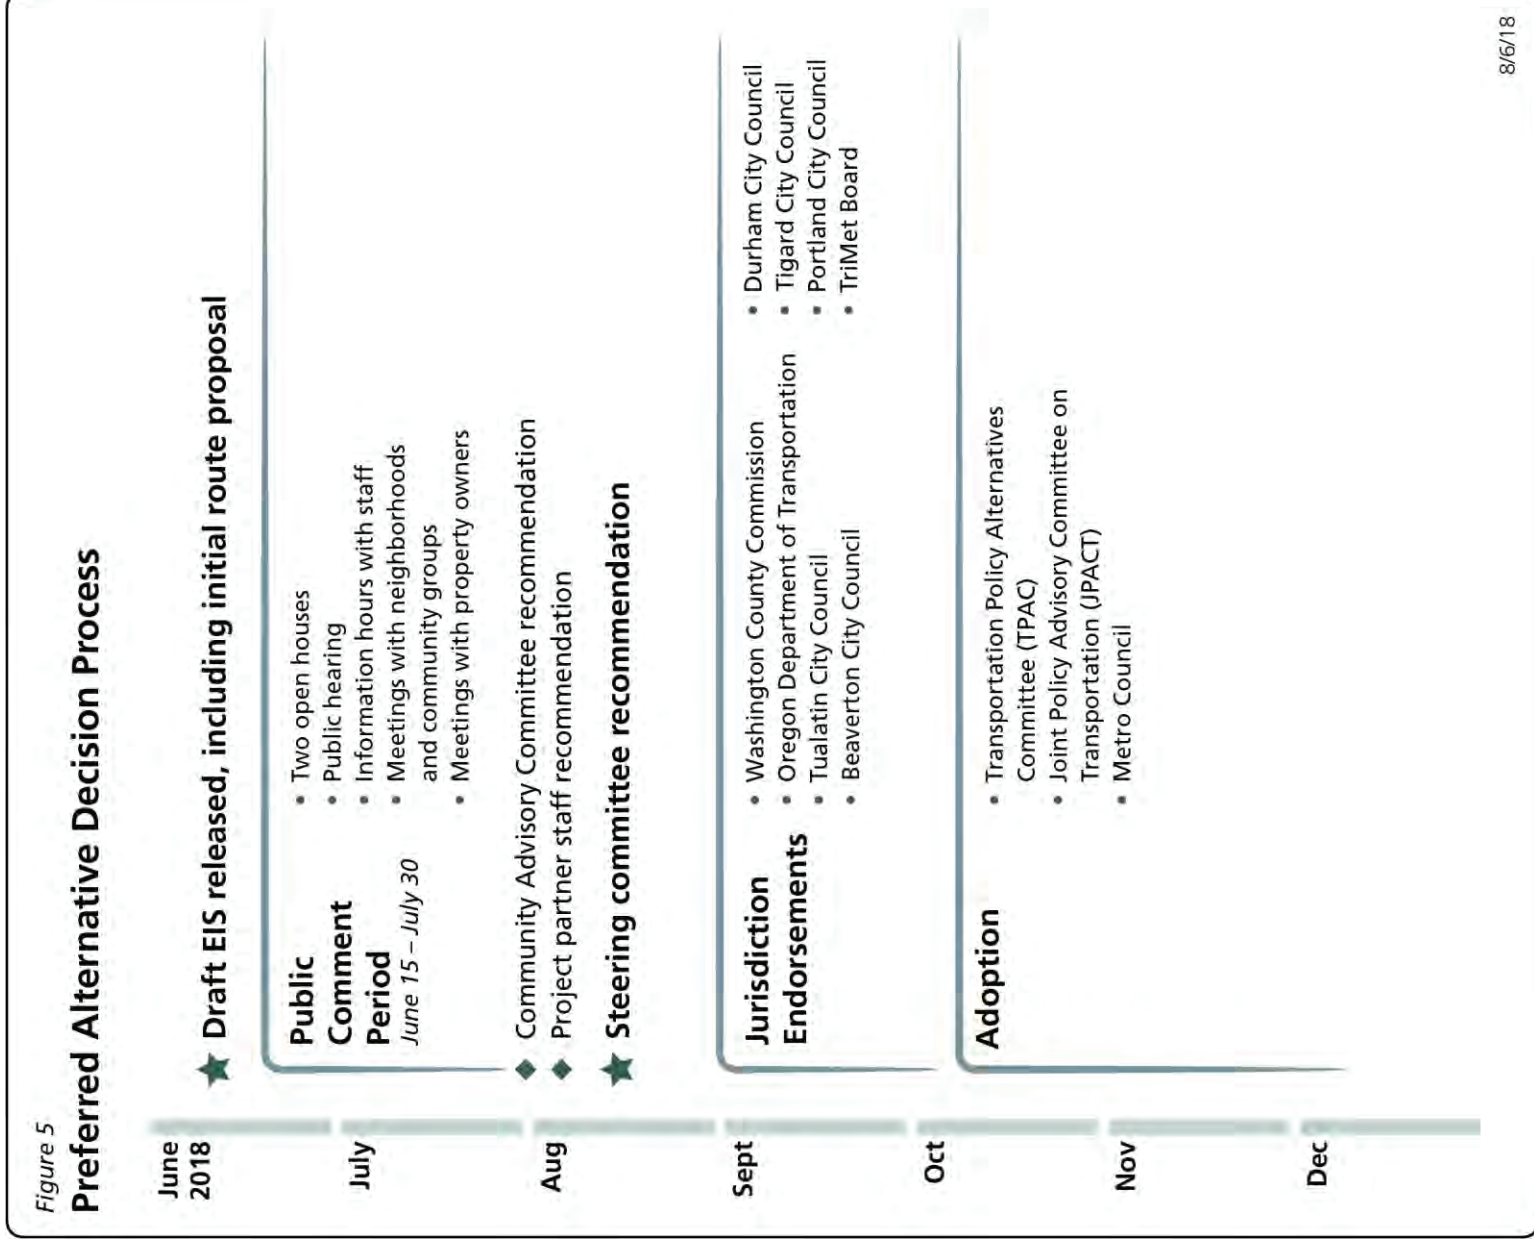 Figure 5
Preferred Alternative Decision Process
June
2018
Draft EIS released, including initial route proposal
Public
Comment
Period
June 15 – July 30
• Two open houses
• Public hearing
• Information hours with staff
• Meetings with neighborhoods
and community groups
• Meetings with property owners
July
Community Advisory Committee recommendation
Project partner staff recommendation
Aug
Steering committee recommendation
Sept
Jurisdiction
Endorsements
• Washington County Commission
• Oregon Department of Transportation
• Tualatin City Council
• Beaverton City Council
• Durham City Council
• Tigard City Council
• Portland City Council
• TriMet Board
Oct
Adoption
• Transportation Policy Alternatives
Committee (TPAC)
• Joint Policy Advisory Committee on
Transportation (JPACT)
• Metro Council
Nov
Dec
8/6/18